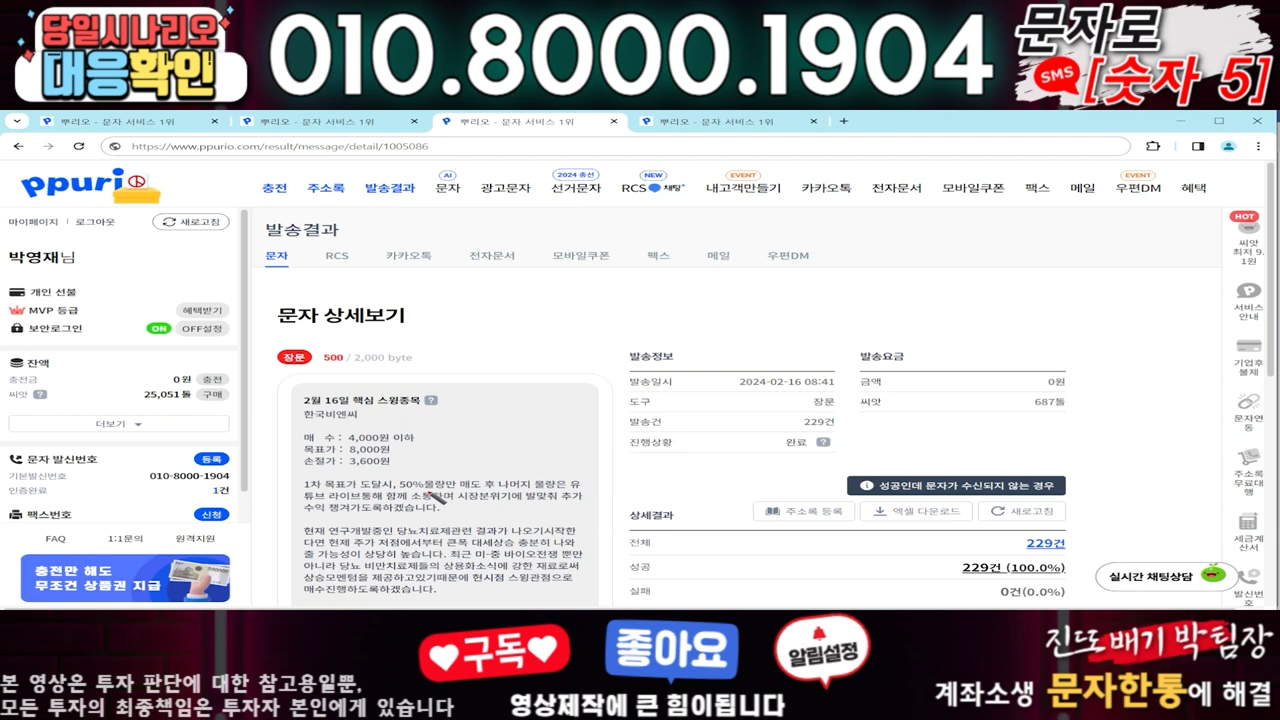 당일시나리오
대응확인
010.8000.1904
문자로
SMS [숫자 5]
뿌리오 - 문자 서비스 1위
뿌리오 - 문자 서비스 1위
뿌리오 - 문자 서비스 1위
뿌리오 - 문자 서비스 1위
https://www.ppurio.com/result/message/detail/1005086
ppurio
AI
2024 총선
NEW
EVENT
EVENT
충전 주소록 발송결과 문자 광고문자 선거문자 RCS 채팅+ 내고객만들기 카카오톡 전자문서 모바일쿠폰 팩스 메일 우편DM 혜택
마이페이지 | 로그아웃 새로고침
박영재님
개인 선불
MVP 등급 혜택받기
보안로그인 ON OFF설정
잔액
충전금 0원 충전
씨앗 ? 25,051톨 구매
더보기
문자 발신번호 등록
기본발신번호 010-8000-1904
인증완료 1건
팩스번호 신청
FAQ 1:1문의 원격지원
충전만 해도
무조건 상품권 지급
발송결과
문자 RCS 카카오톡 전자문서 모바일쿠폰 팩스 메일 우편DM
문자 상세보기
장문 500 / 2,000 byte
2월 16일 핵심 스윙종목 ?
한국비엔씨
매 수 : 4,000원 이하
목표가 : 8,000원
손절가 : 3,600원
1차 목표가 도달시, 50%물량만 매도 후 나머지 물량은 유
튜브 라이브통해 함께 소통하며 시장분위기에 발맞춰 추가
수익 챙겨가도록하겠습니다.
현재 연구개발중인 당뇨치료제관련 결과가 나오기시작한
다면 현재 주가 저점에서부터 큰폭 대세상승 충분히 나와
줄 가능성이 상당히 높습니다. 최근 미-중 바이오전쟁 뿐만
아니라 당뇨 비만치료제들의 상용화소식에 강한 재료로써
상승모멘텀을 제공하고있기때문에 현시점 스윙관점으로
매수진행하도록하겠습니다.
발송정보
발송일시 2024-02-16 08:41
도구 장문
발송건 229건
진행상황 완료 ?
발송요금
금액 0원
씨앗 687톨
성공인데 문자가 수신되지 않는 경우
상세결과 주소록 등록 엑셀 다운로드 새로고침
전체 229건
성공 229건 (100.0%)
실패 0건(0.0%)
HOT
씨앗
최저 9.
1원
서비스
안내
기업후
불제
문자연
동
주소록
무료대
행
세금계
산서
발신번
호
실시간 채팅상담
본 영상은 투자 판단에 대한 참고용일뿐,
모든 투자의 최종책임은 투자자 본인에게 있습니다
구독
좋아요
알림설정
영상제작에 큰 힘이됩니다
진또배기 박팀장
계좌소생 문자한통에 해결